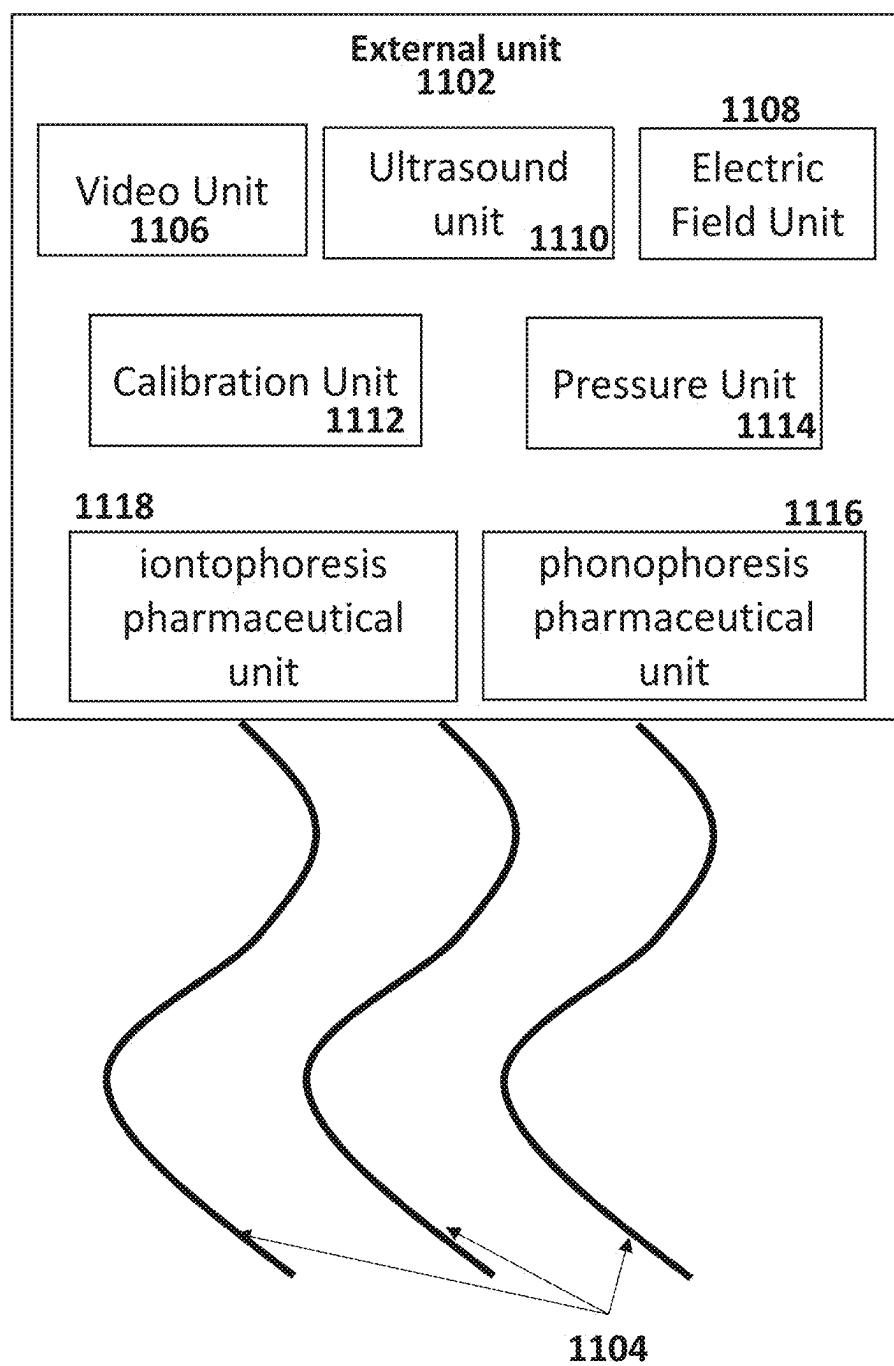 External unit
1102
1108
Video Unit
1106
Ultrasound
unit
1110
Electric
Field Unit
Calibration Unit
1112
Pressure Unit
1114
1118
iontophoresis
pharmaceutical
unit
1116
phonophoresis
pharmaceutical
unit
1104